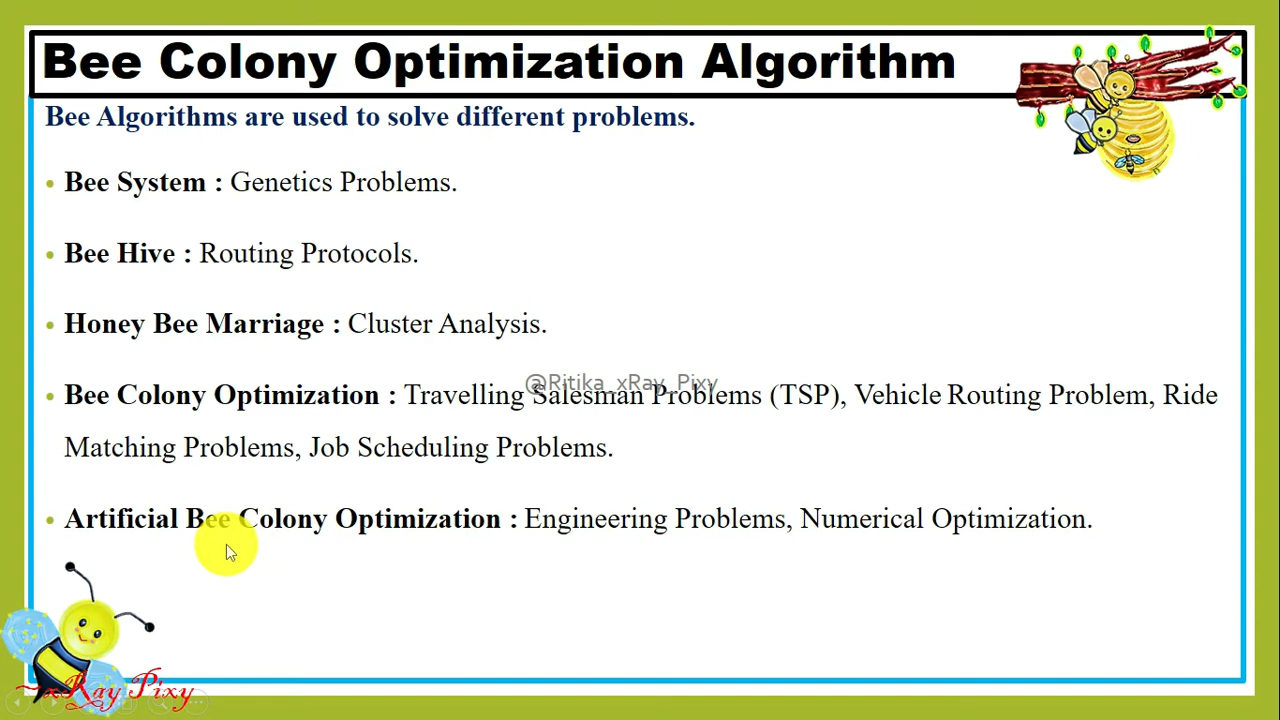 Bee Colony Optimization Algorithm
Bee Algorithms are used to solve different problems.
• Bee System : Genetics Problems.
• Bee Hive : Routing Protocols.
• Honey Bee Marriage : Cluster Analysis.
@Ritika_xRay_Pixy
• Bee Colony Optimization : Travelling Salesman Problems (TSP), Vehicle Routing Problem, Ride
Matching Problems, Job Scheduling Problems.
• Artificial Bee Colony Optimization : Engineering Problems, Numerical Optimization.
~xRay Pixy